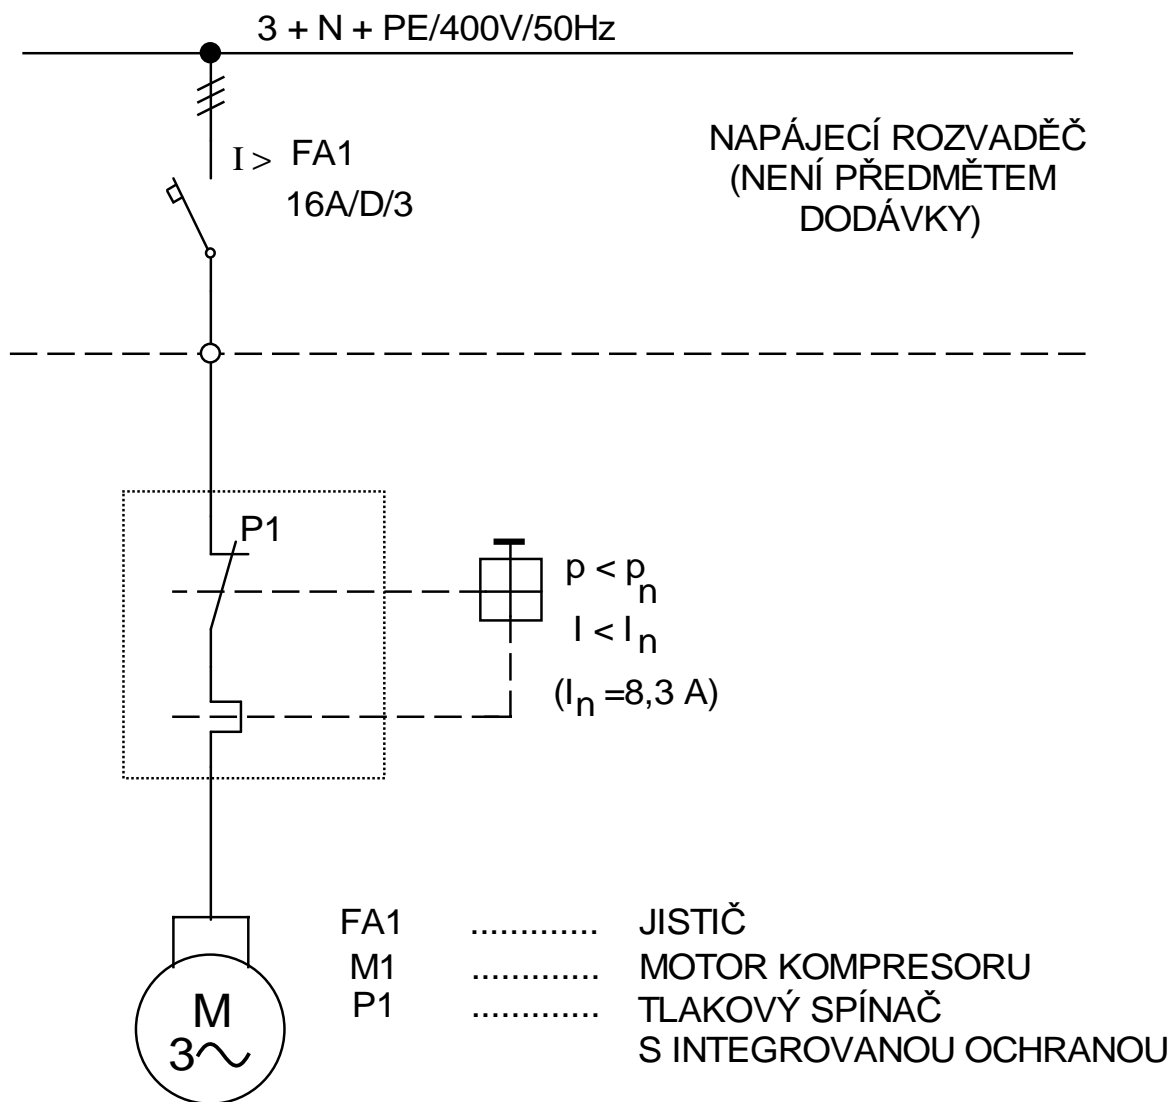 3 + N + PE/400V/50Hz
I > FA1
16A/D/3
NAPÁJECÍ ROZVADĚČ
(NENÍ PŘEDMĚTEM
DODÁVKY)
P1
p < pn
I < In
(In =8,3 A)
FA1 ............. JISTIČ
M1 ............. MOTOR KOMPRESORU
P1 ............. TLAKOVÝ SPÍNAČ
S INTEGROVANOU OCHRANOU
M
3~